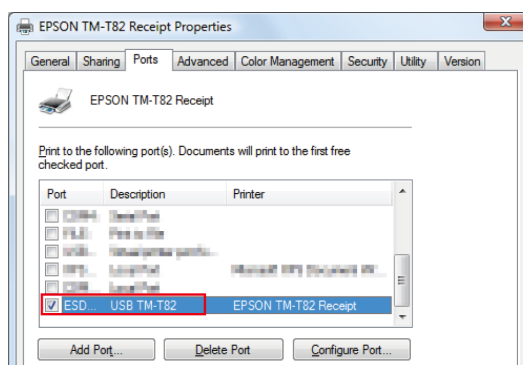 EPSON TM-T82 Receipt Properties
General Sharing Ports Advanced Color Management Security Utility Version
EPSON TM-T82 Receipt
Print to the following port(s). Documents will print to the first free
checked port.
Port Description Printer
ESD... USB TM-T82 EPSON TM-T82 Receipt
Add Port... Delete Port Configure Port...